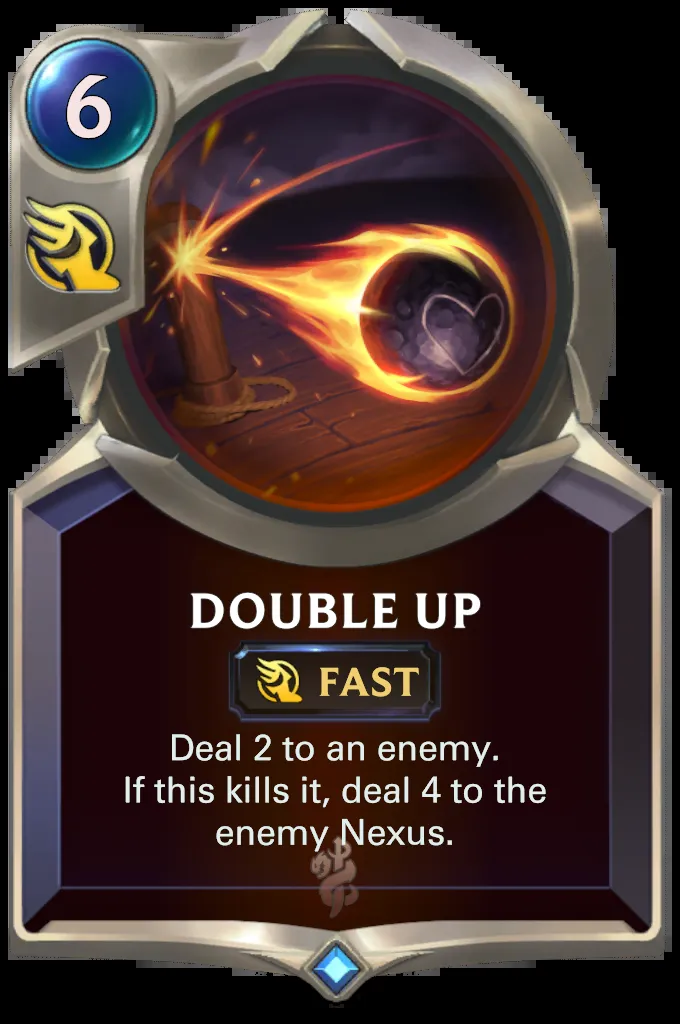 6
DOUBLE UP
FAST
Deal 2 to an enemy.
If this kills it, deal 4 to the
enemy Nexus.